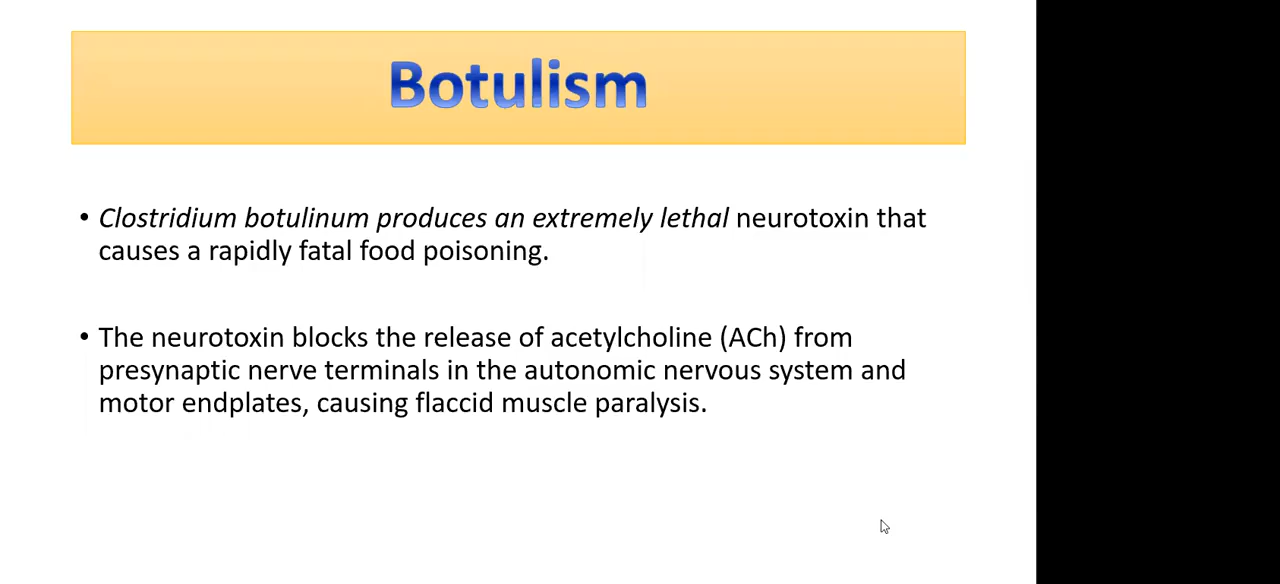 Botulism
• Clostridium botulinum produces an extremely lethal neurotoxin that
causes a rapidly fatal food poisoning.
• The neurotoxin blocks the release of acetylcholine (ACh) from
presynaptic nerve terminals in the autonomic nervous system and
motor endplates, causing flaccid muscle paralysis.